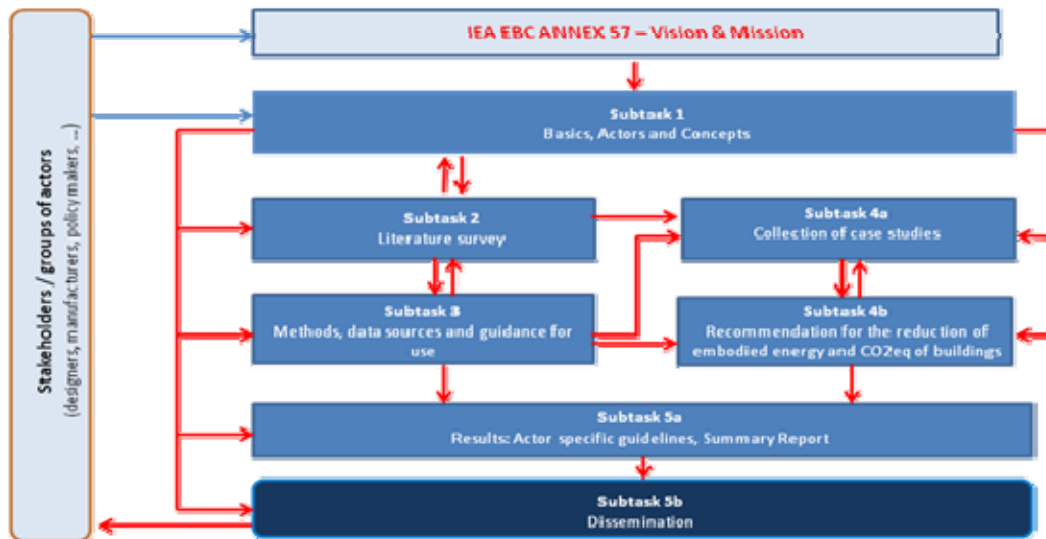 Stakeholders / groups of actors
(designers, manufacturers, policy makers, ...)
IEA EBC ANNEX 57 – Vision & Mission
Subtask 1
Basics, Actors and Concepts
Subtask 2
Literature survey
Subtask 4a
Collection of case studies
Subtask 3
Methods, data sources and guidance for
use
Subtask 4b
Recommendation for the reduction of
embodied energy and CO2eq of buildings
Subtask 5a
Results: Actor specific guidelines, Summary Report
Subtask 5b
Dissemination